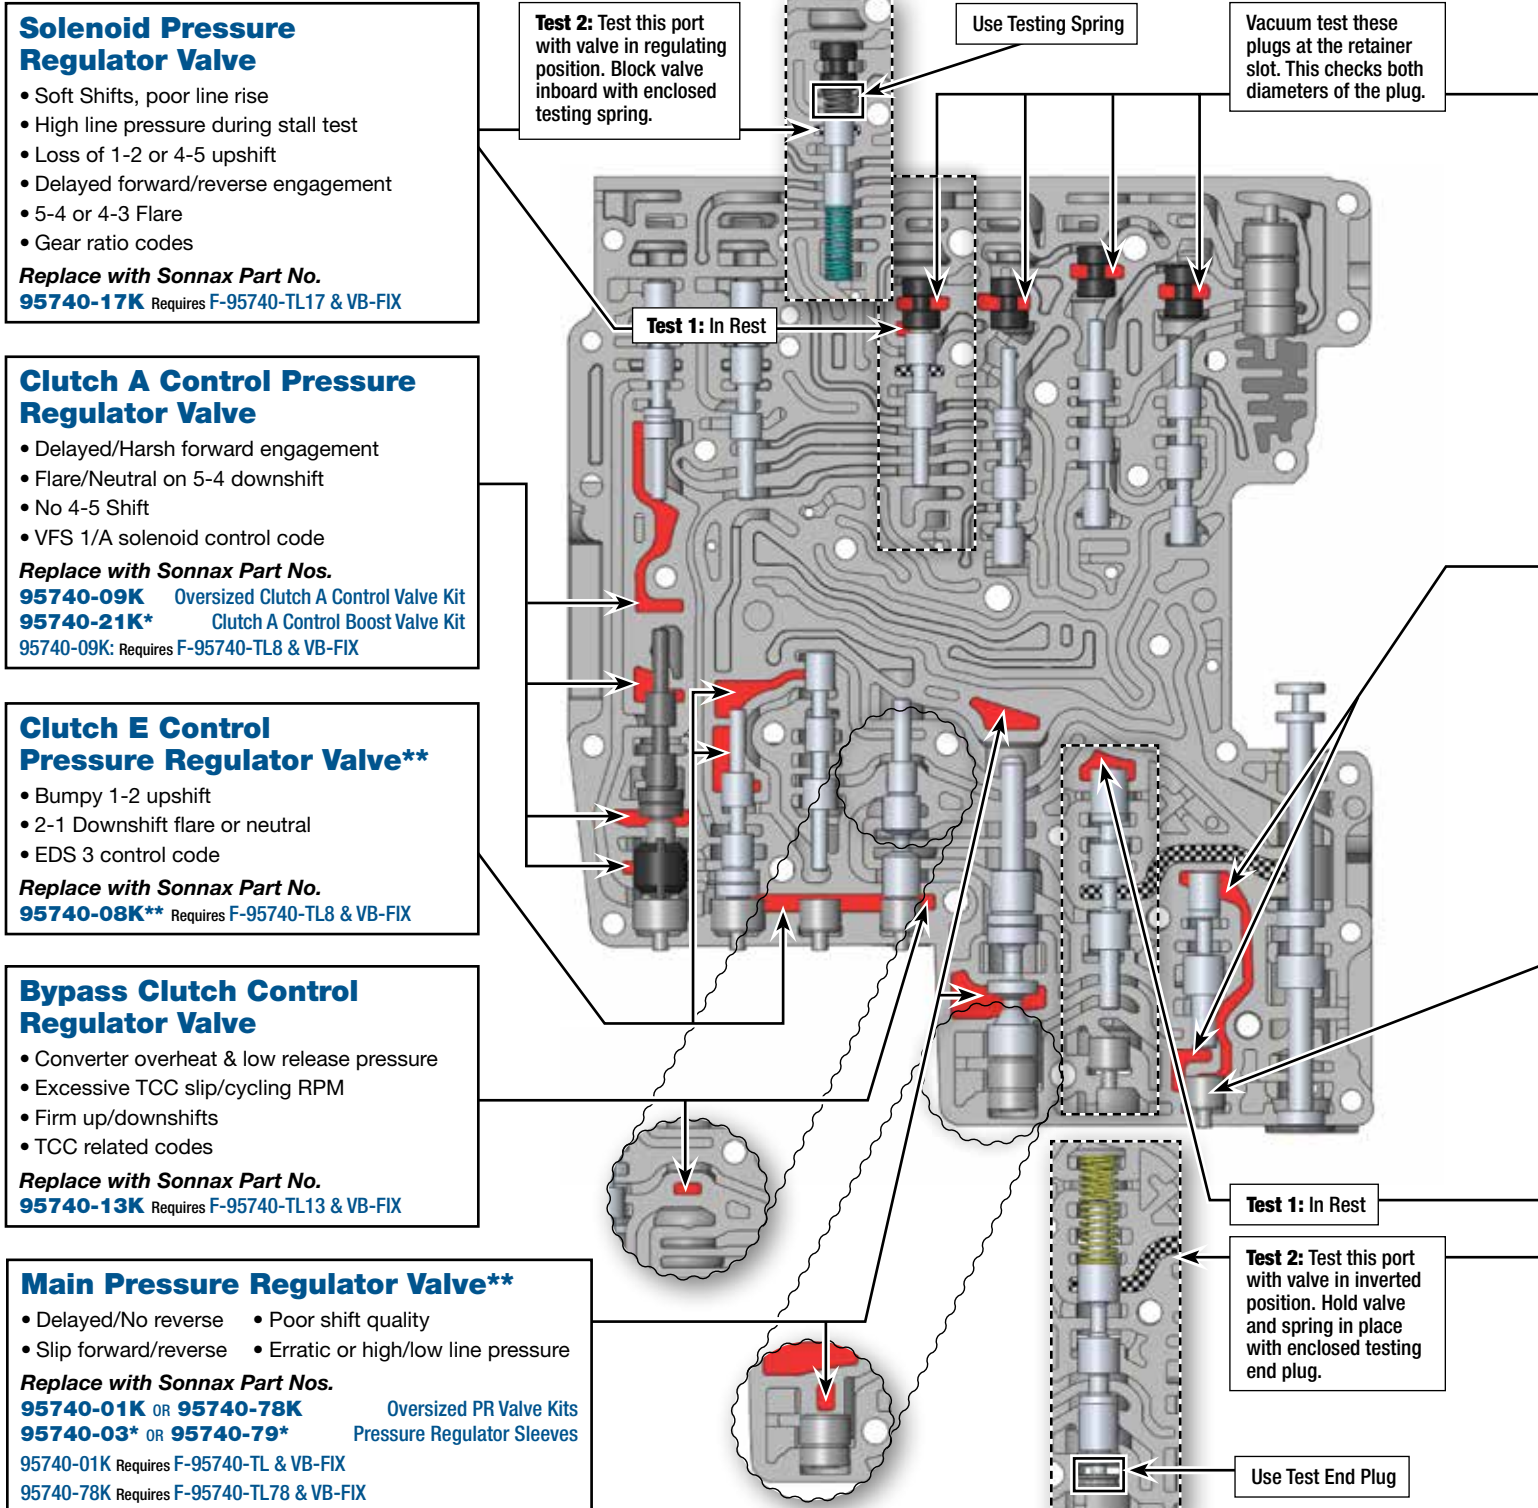 Solenoid Pressure
Regulator Valve
• Soft Shifts, poor line rise
• High line pressure during stall test
• Loss of 1-2 or 4-5 upshift
• Delayed forward/reverse engagement
• 5-4 or 4-3 Flare
• Gear ratio codes
Replace with Sonnax Part No.
95740-17K Requires F-95740-TL17 & VB-FIX
Test 2: Test this port
with valve in regulating
position. Block valve
inboard with enclosed
testing spring.
Use Testing Spring
Vacuum test these
plugs at the retainer
slot. This checks both
diameters of the plug.
Test 1: In Rest
Clutch A Control Pressure
Regulator Valve
• Delayed/Harsh forward engagement
• Flare/Neutral on 5-4 downshift
• No 4-5 Shift
• VFS 1/A solenoid control code
Replace with Sonnax Part Nos.
95740-09K Oversized Clutch A Control Valve Kit
95740-21K* Clutch A Control Boost Valve Kit
95740-09K: Requires F-95740-TL8 & VB-FIX
Clutch E Control
Pressure Regulator Valve**
• Bumpy 1-2 upshift
• 2-1 Downshift flare or neutral
• EDS 3 control code
Replace with Sonnax Part No.
95740-08K** Requires F-95740-TL8 & VB-FIX
Bypass Clutch Control
Regulator Valve
• Converter overheat & low release pressure
• Excessive TCC slip/cycling RPM
• Firm up/downshifts
• TCC related codes
Replace with Sonnax Part No.
95740-13K Requires F-95740-TL13 & VB-FIX
Main Pressure Regulator Valve**
• Delayed/No reverse • Poor shift quality
• Slip forward/reverse • Erratic or high/low line pressure
Replace with Sonnax Part Nos.
95740-01K OR 95740-78K Oversized PR Valve Kits
95740-03* OR 95740-79* Pressure Regulator Sleeves
95740-01K Requires F-95740-TL & VB-FIX
95740-78K Requires F-95740-TL78 & VB-FIX
Test 1: In Rest
Test 2: Test this port
with valve in inverted
position. Hold valve
and spring in place
with enclosed testing
end plug.
Use Test End Plug